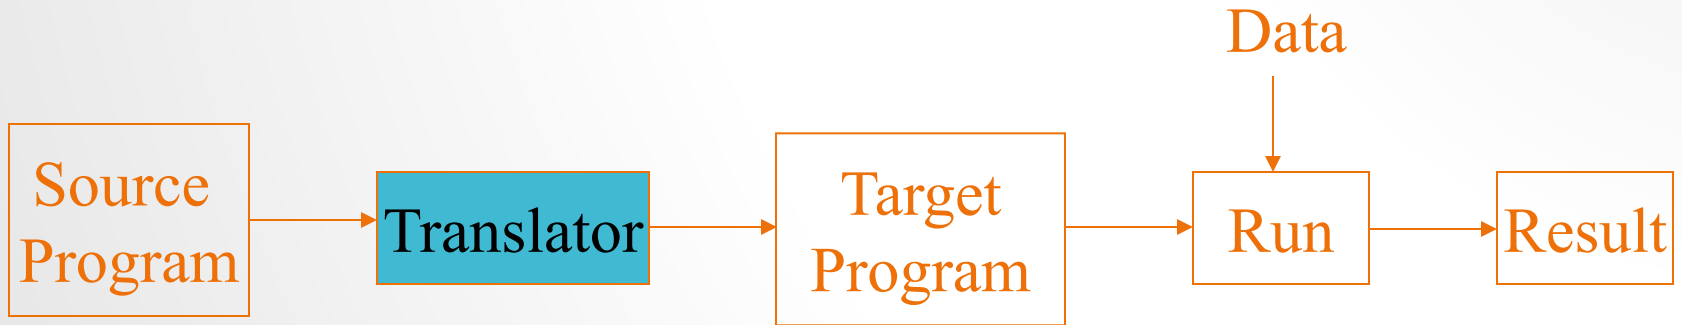 Data
Source
Program
Translator
Target
Program
Run
Result